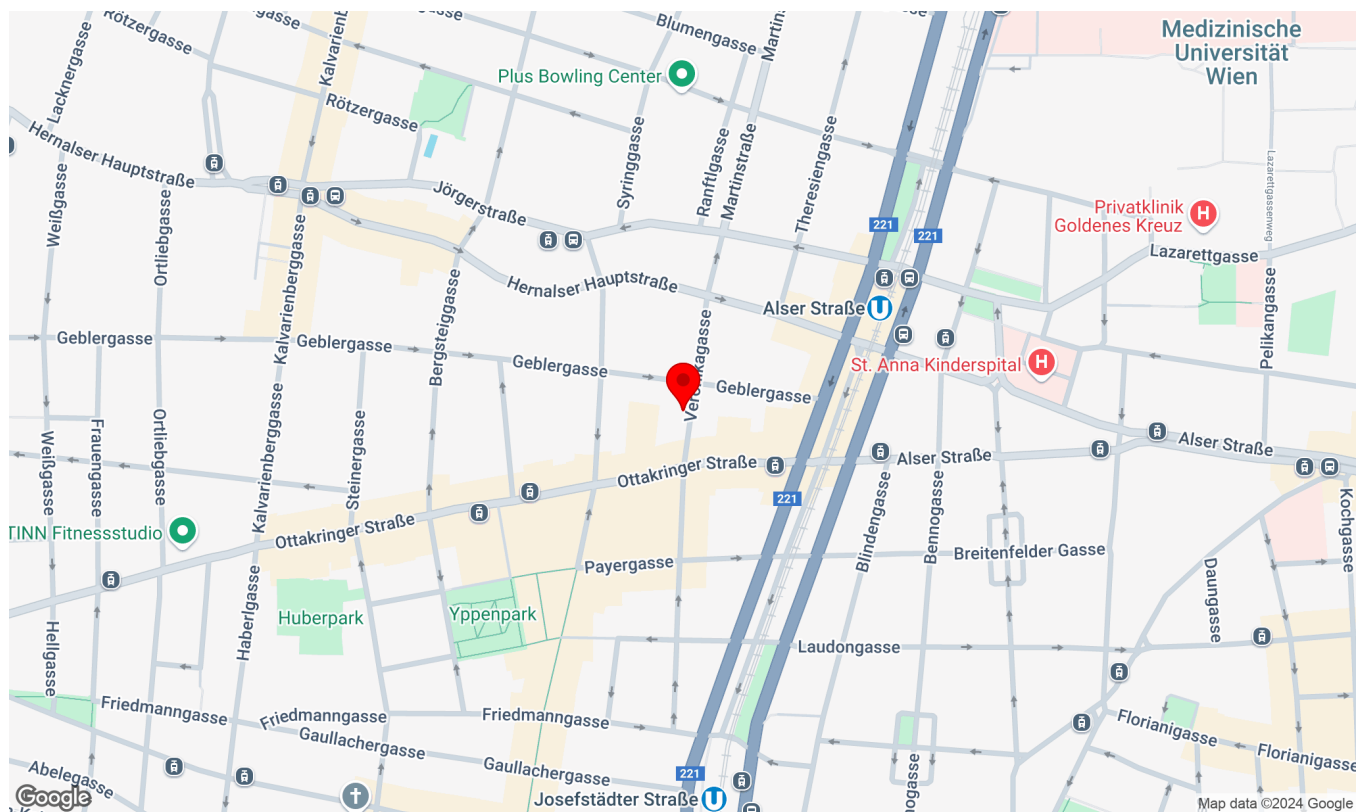 Blumengasse
Medizinische
Universität
Wien
Rötzergasse
Lacknergasse
Martinstraße
Plus Bowling Center
Rötzergasse
Hernalser Hauptstraße
Weißgasse
Ortliebgasse
Jörgerstraße
Syringgasse
Ranftlgasse
Martinstraße
Theresiengasse
221
221
Lazarettgassenweg
Privatklinik
Goldenes Kreuz
H
Lazarettgasse
Kalvarienberggasse
Bergsteiggasse
Hernalser Hauptstraße
Alser Straße
U
Pelikangasse
Geblergasse
Geblergasse
Geblergasse
Geblergasse
St. Anna Kinderspital
H
Weißgasse
Frauengasse
Ortliebgasse
Kalvarienberggasse
Steinergasse
Ottakringer Straße
221
Alser Straße
Alser Straße
Kochgasse
TINN Fitnessstudio
Ottakringer Straße
Blindengasse
Bennogasse
Breitenfelder Gasse
Payergasse
Daungasse
Hellgasse
Haberlgasse
Huberpark
Yppenpark
Laudongasse
Friedmanngasse
Friedmanngasse
Friedmanngasse
Florianigasse
Florianigasse
Gaullachergasse
Gaullachergasse
Abelegasse
221
Josefstädter Straße
U
Google
Map data ©2024 Google